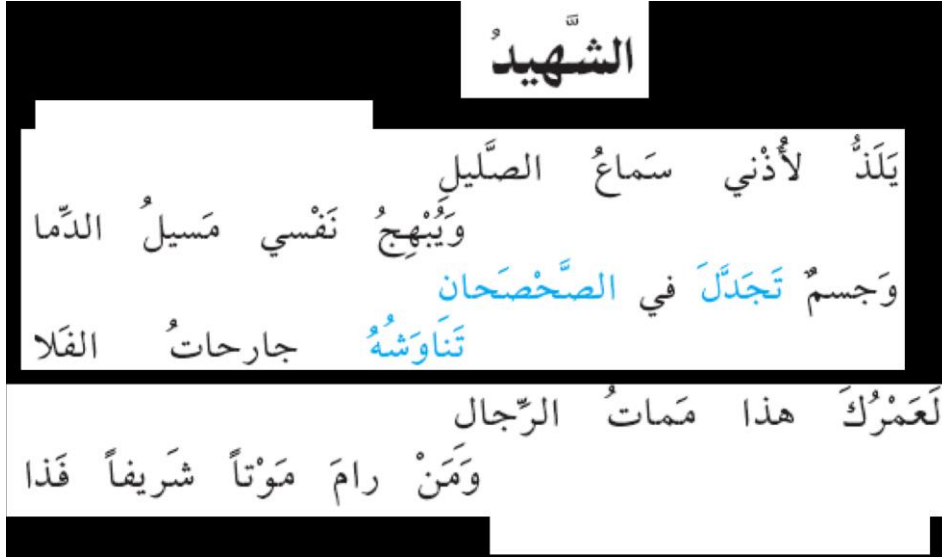 الشَّهيدُ
يَلَذُّ لأُذْني سَماعُ الصَّليلِ
وَيُبْهِجُ نَفْسي مَسيلُ الدِّما
وَجسمٌ تَجَدَّلَ في الصَّحْصَحان
تَنَاوَشُهُ جارحاتُ الفَلا
لَعَمْرُكَ هذا مَماتُ الرِّجال
وَمَنْ رامَ مَوْتاً شَريفاً فَذا